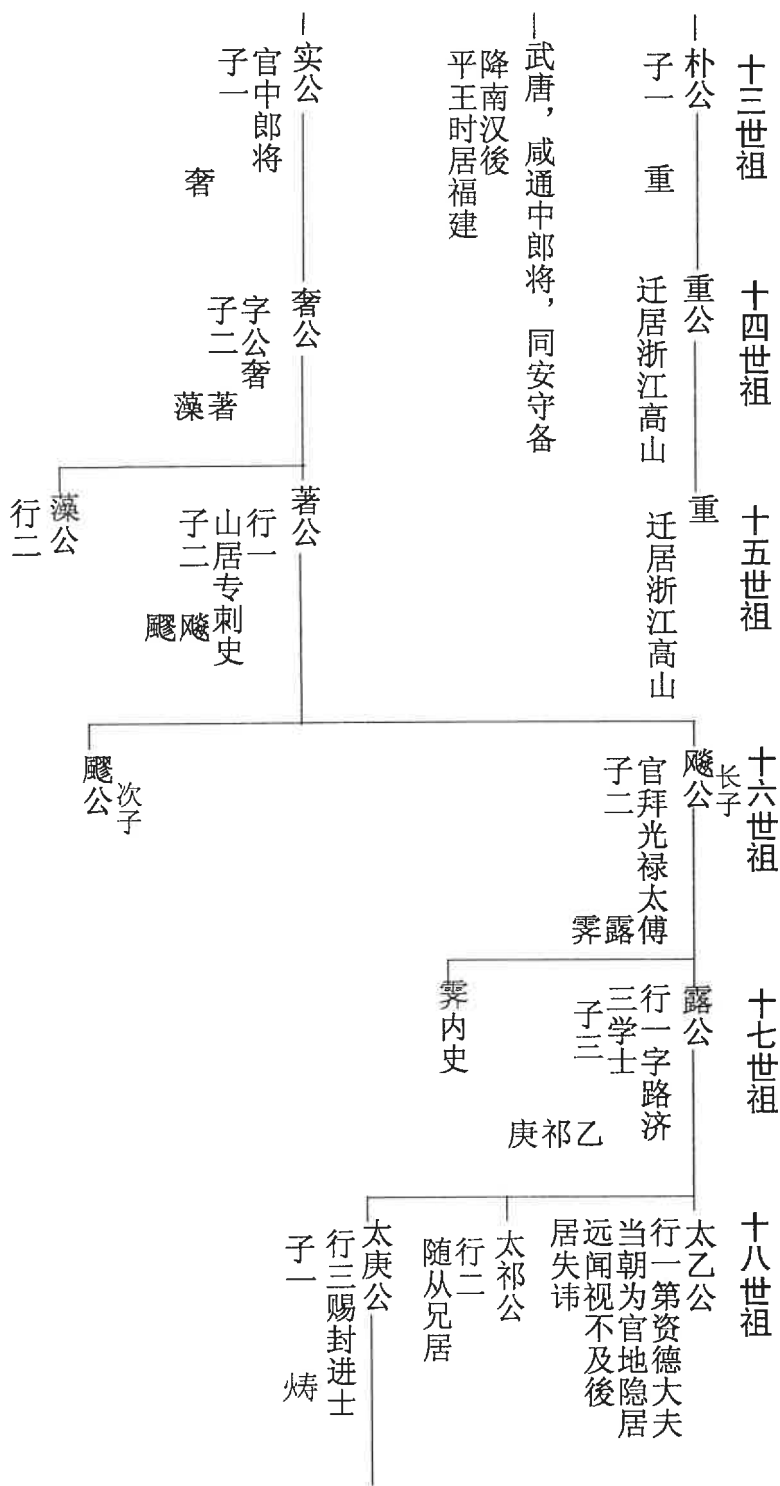 十三世祖
朴公
子一
重
武唐，咸通中郎将，同安守备
降南汉後
平王时居福建
实公
官中郎将
子一
奢
十四世祖
重公
迁居浙江高山
奢公
字公奢
子二
著
藻
十五世祖
重
迁居浙江高山
著公
行一
山居专刺史
子二
飚
飂
藻公
行二
十六世祖
长子
飚公
官拜光禄太傅
子二
露
霁
次子
飂公
十七世祖
露公
行一字路济
三学士
子三
乙
祁
庚
霁内史
十八世祖
太乙公
行一第资德大夫
当朝为官地隐居
远闻视不及後
居失讳
太祁公
行二
随从兄居
太庚公
行三赐封进士
子一
焘